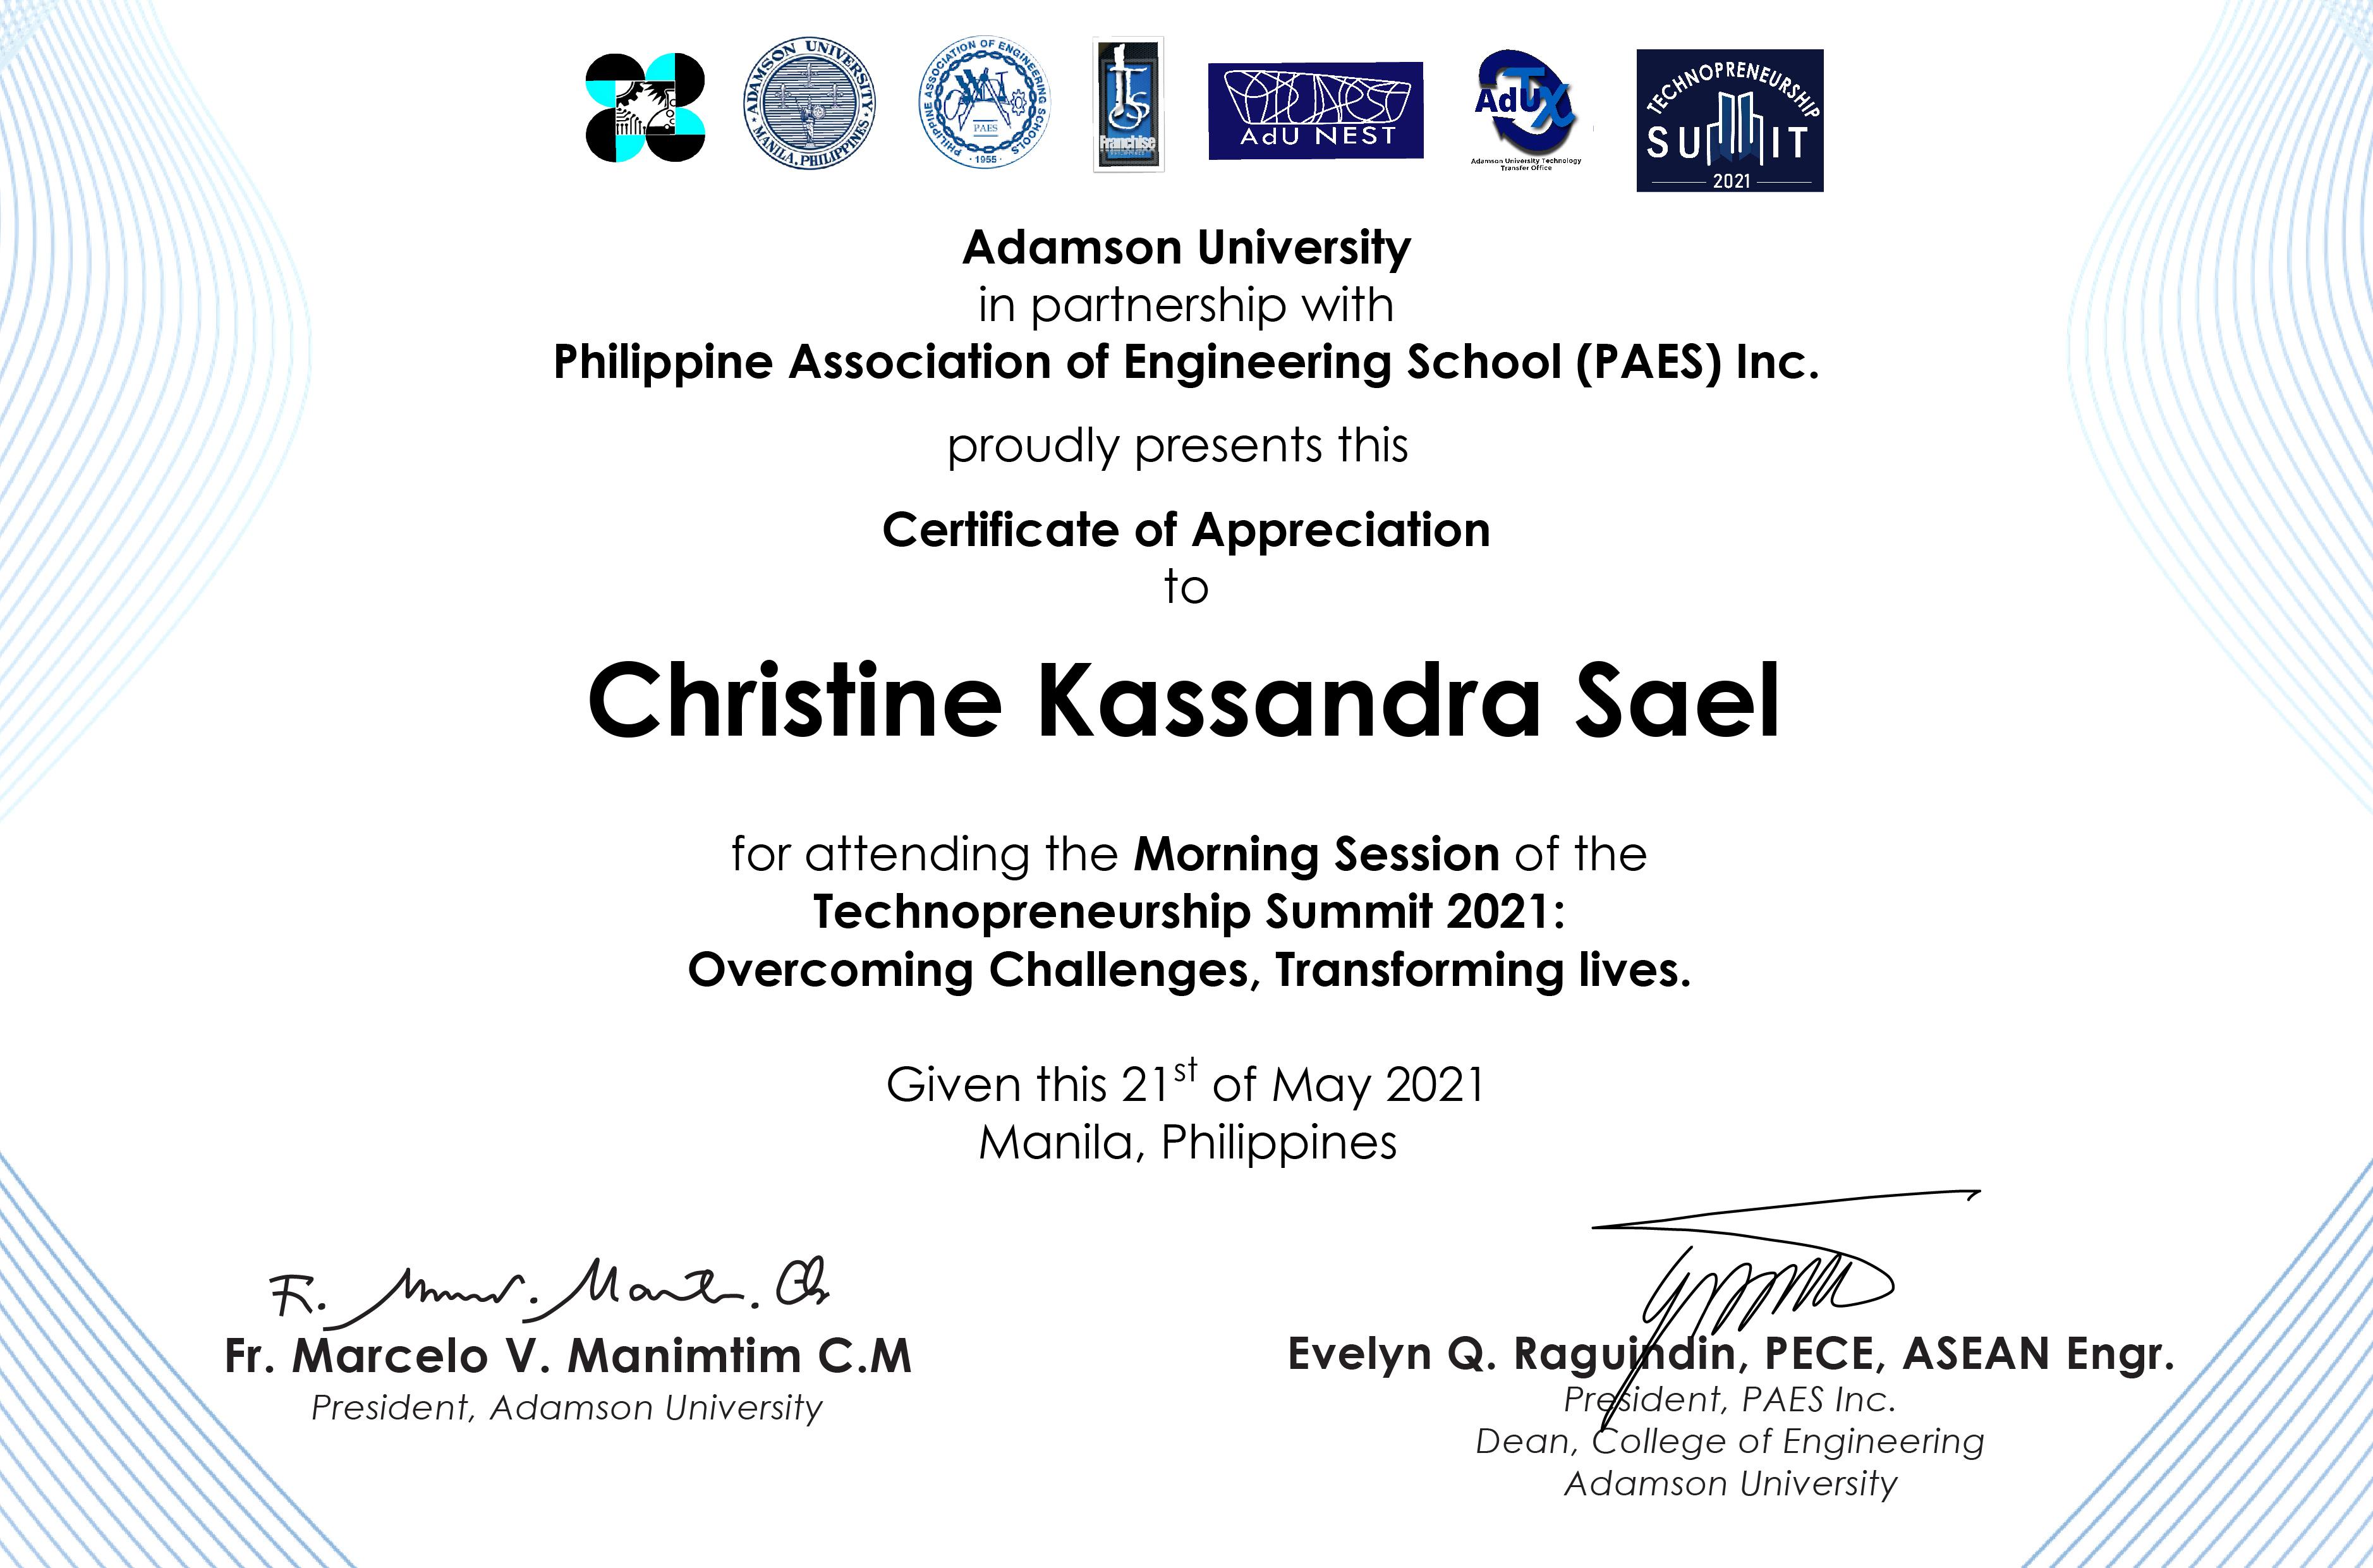 ADAMSON UNIVERSITY
MANILA, PHILIPPINES
PHILIPPINE ASSOCIATION OF ENGINEERING SCHOOLS
PAES
1955
Franchise
AdU NEST
AdUTX
Adamson University Technology
Transfer Office
TECHNOPRENEURSHIP
SUMMIT
2021
Adamson University
in partnership with
Philippine Association of Engineering School (PAES) Inc.
proudly presents this
Certificate of Appreciation
to
Christine Kassandra Sael
for attending the Morning Session of the
Technopreneurship Summit 2021:
Overcoming Challenges, Transforming lives.
Given this 21st of May 2021
Manila, Philippines
Fr. Marcelo V. Manimtim C.M
President, Adamson University
Evelyn Q. Raguindin, PECE, ASEAN Engr.
President, PAES Inc.
Dean, College of Engineering
Adamson University